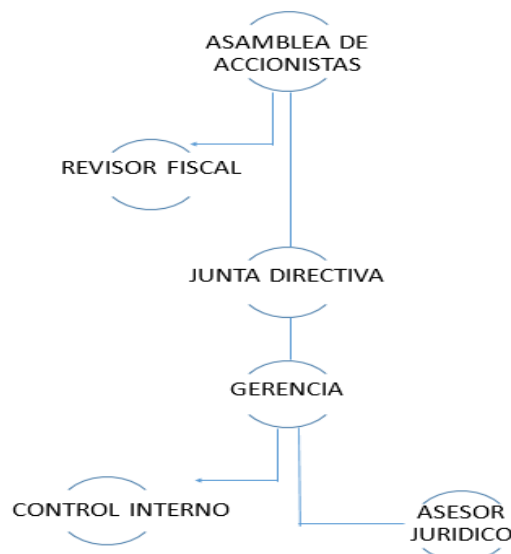 ASAMBLEA DE
ACCIONISTAS
REVISOR FISCAL
JUNTA DIRECTIVA
GERENCIA
CONTROL INTERNO
ASESOR
JURIDICO